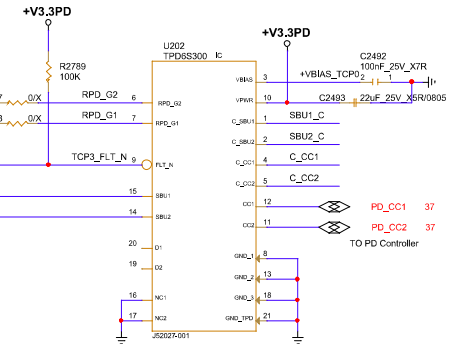 +V3.3PD
+V3.3PD
R2789
100K
U202
TPD6S300
IC
C2492
100nF_25V_X7R
+VBIAS_TCP0
2
1
VBIAS
3
VPWR
10
C2493
22uF_25V_X5R/0805
7
0/X
RPD_G2
6
RPD_G2
8
0/X
RPD_G1
7
RPD_G1
C_SBU1
1
SBU1_C
C_SBU2
2
SBU2_C
TCP3_FLT_N
9
FLT_N
C_CC1
4
C_CC1
C_CC2
5
C_CC2
15
SBU1
14
SBU2
CC1
12
PD_CC1
37
CC2
11
PD_CC2
37
TO PD Controller
20
D1
19
D2
GND_1
8
GND_2
13
16
NC1
GND_3
18
17
NC2
GND_TPD
21
J52027-001